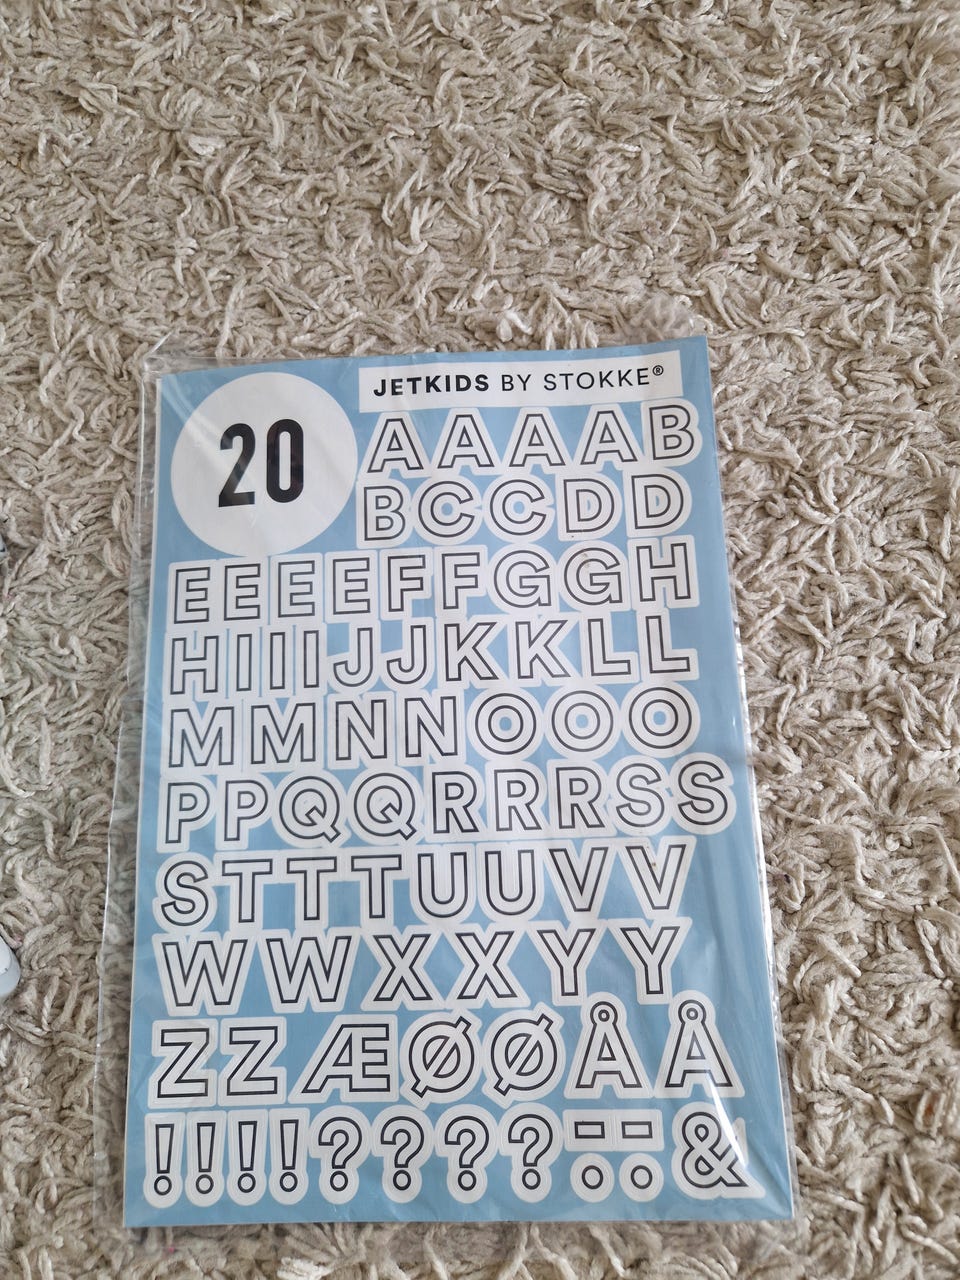 20
JETKIDS BY STOKKE®
AAAAB
BCCDD
EEEEFFGGH
HIIIJJKKLL
MMNNOOO
PPQQRRRSS
STTTUUVV
WWXXYY
ZZÆØØÅÅ
!!!!????--&